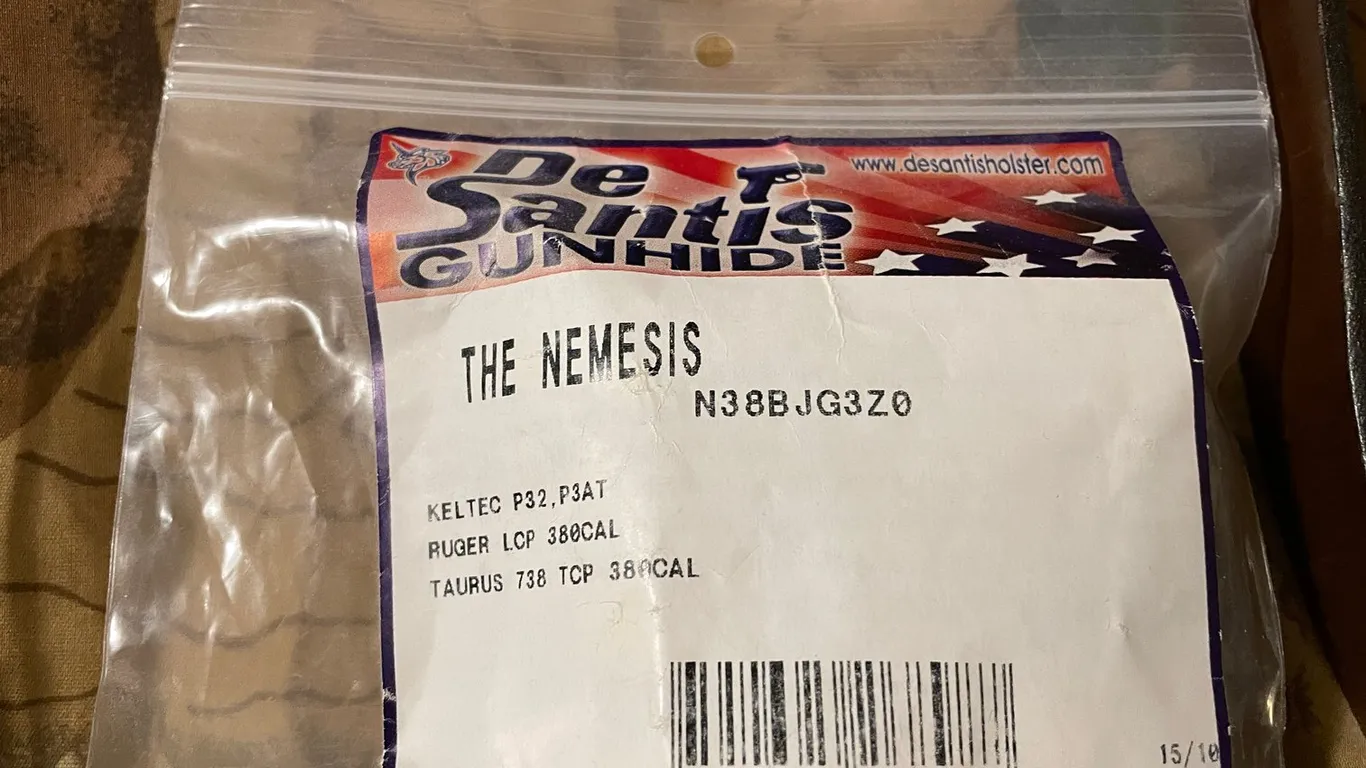 De Santis
GUNHIDE
www.desantisholster.com
THE NEMESIS
N38BJG3Z0
KELTEC P32,P3AT
RUGER LCP 380CAL
TAURUS 738 TCP 380CAL
15/10